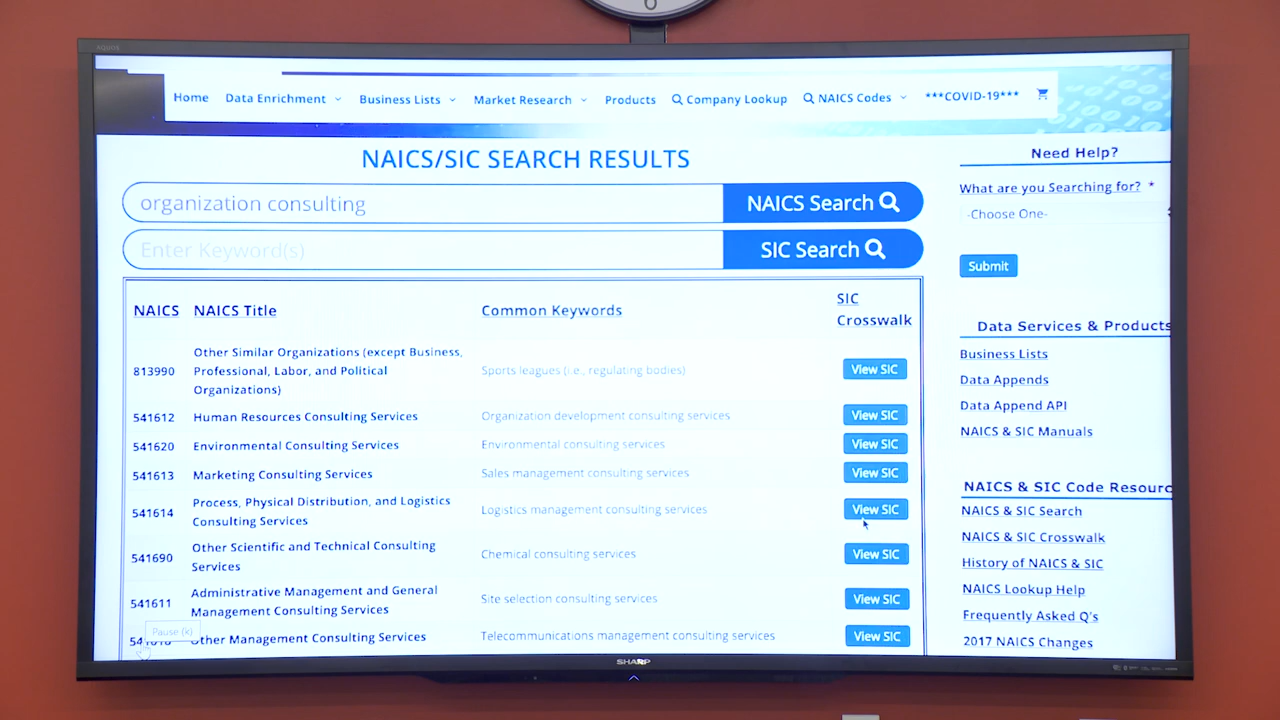 AQUOS
Home Data Enrichment Business Lists Market Research Products Company Lookup NAICS Codes ***COVID-19***
NAICS/SIC SEARCH RESULTS
organization consulting NAICS Search
Enter Keyword(s) SIC Search
NAICS NAICS Title Common Keywords SIC
Crosswalk
Other Similar Organizations (except Business,
813990 Professional, Labor, and Political Sports leagues (i.e., regulating bodies) View SIC
Organizations)
541612 Human Resources Consulting Services Organization development consulting services View SIC
541620 Environmental Consulting Services Environmental consulting services View SIC
541613 Marketing Consulting Services Sales management consulting services View SIC
Process, Physical Distribution, and Logistics
541614 Consulting Services Logistics management consulting services View SIC
Other Scientific and Technical Consulting
541690 Services Chemical consulting services View SIC
Administrative Management and General
541611 Management Consulting Services Site selection consulting services View SIC
Pause (k)
Other Management Consulting Services Telecommunications management consulting services View SIC
Need Help?
What are you Searching for? *
-Choose One-
Submit
Data Services & Products
Business Lists
Data Appends
Data Append API
NAICS & SIC Manuals
NAICS & SIC Code Resourc
NAICS & SIC Search
NAICS & SIC Crosswalk
History of NAICS & SIC
NAICS Lookup Help
Frequently Asked Q's
2017 NAICS Changes
SHARP